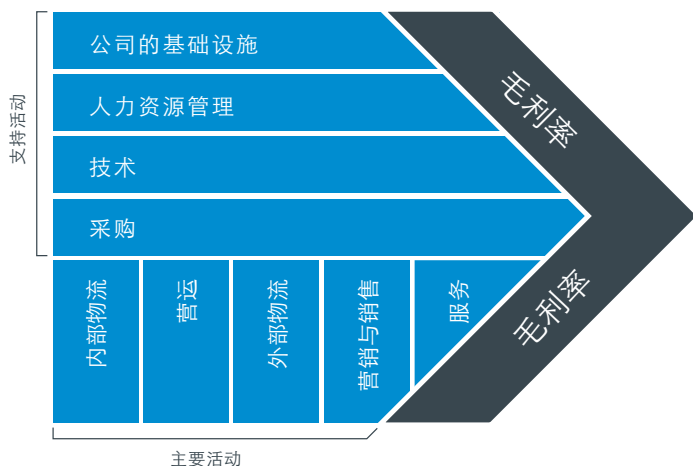 公司的基础设施
人力资源管理
技术
采购
支持活动
内部物流
营运
外部物流
营销与销售
服务
主要活动
毛利率
毛利率